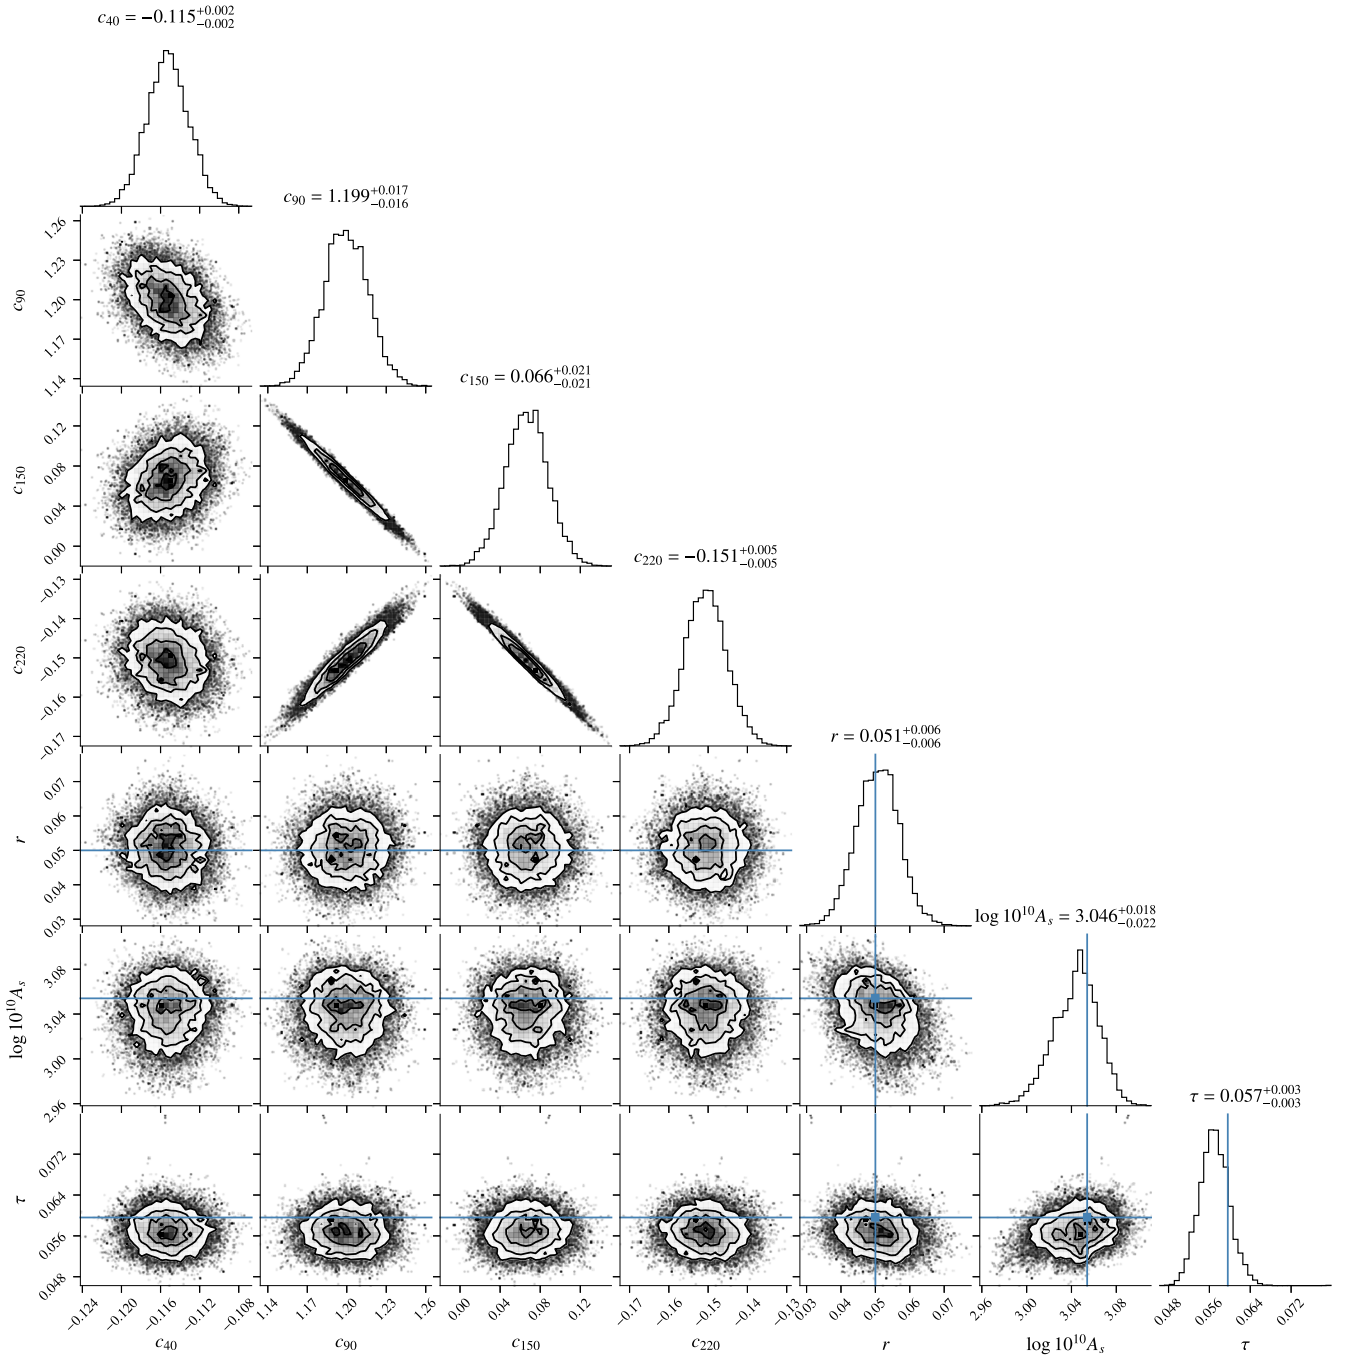 c₄₀ = −0.115^{+0.002}_{−0.002}
c₉₀ = 1.199^{+0.017}_{−0.016}
1.26
1.23
1.20
1.17
1.14
c₉₀
c₁₅₀ = 0.066^{+0.021}_{−0.021}
0.12
0.08
0.04
0.00
c₁₅₀
c₂₂₀ = −0.151^{+0.005}_{−0.005}
−0.13
−0.14
−0.15
−0.16
−0.17
c₂₂₀
r = 0.051^{+0.006}_{−0.006}
0.07
0.06
0.05
0.04
0.03
r
log 10¹⁰Aₛ = 3.046^{+0.018}_{−0.022}
3.08
3.04
3.00
2.96
log 10¹⁰Aₛ
τ = 0.057^{+0.003}_{−0.003}
0.072
0.064
0.056
0.048
τ
−0.124 −0.120 −0.116 −0.112 −0.108
1.14 1.17 1.20 1.23 1.26
0.00 0.04 0.08 0.12
−0.17 −0.16 −0.15 −0.14 −0.13
0.03 0.04 0.05 0.06 0.07
2.96 3.00 3.04 3.08
0.048 0.056 0.064 0.072
c₄₀ c₉₀ c₁₅₀ c₂₂₀ r log 10¹⁰Aₛ τ